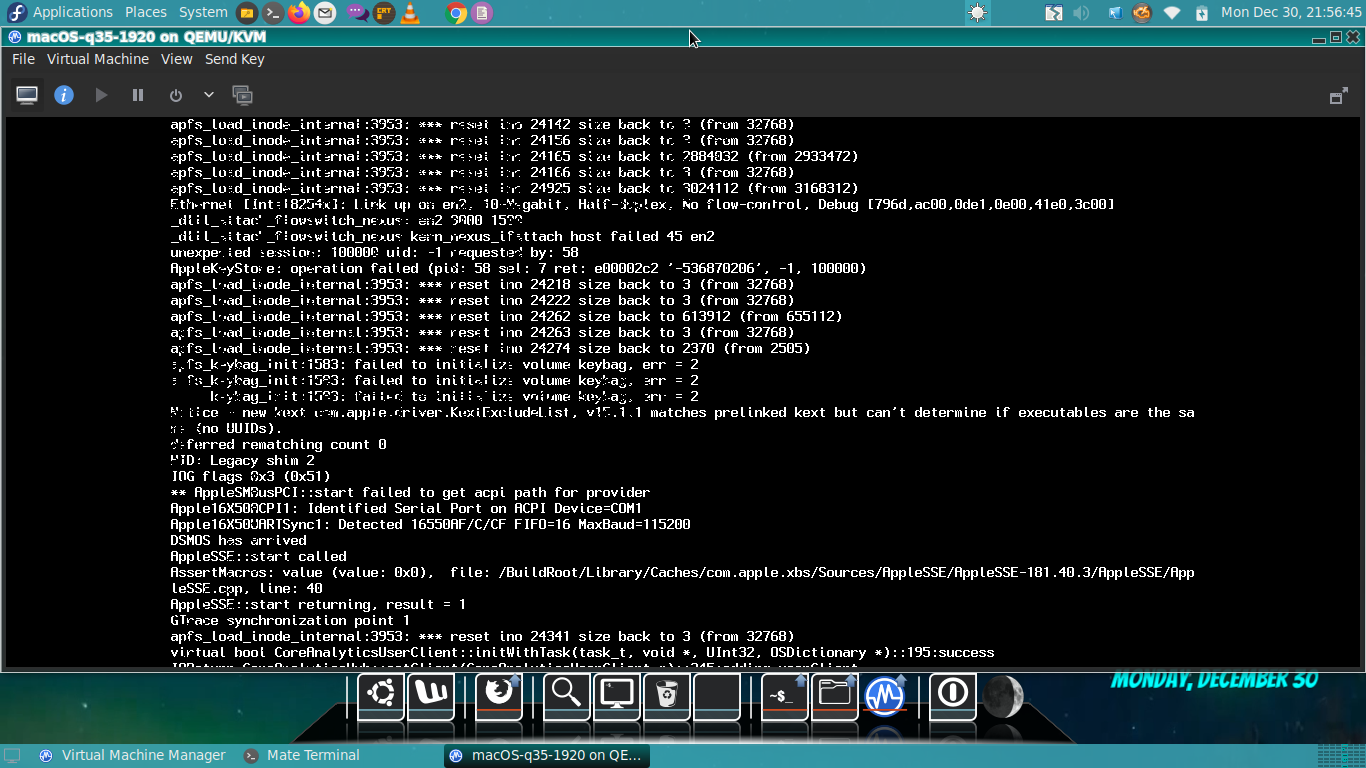 Applications Places System
Mon Dec 30, 21:56:45
macOS-q35-1920 on QEMU/KVM
File Virtual Machine View Send Key
apfs_load_inode_internal:3953: *** reset ino 24142 size back to 3 (from 32768)
apfs_load_inode_internal:3953: *** reset ino 24156 size back to 3 (from 32768)
apfs_load_inode_internal:3953: *** reset ino 24165 size back to 2884032 (from 2933472)
apfs_load_inode_internal:3953: *** reset ino 24166 size back to 3 (from 32768)
apfs_load_inode_internal:3953: *** reset ino 24925 size back to 3024112 (from 3168312)
Ethernet [Intel8254x]: Link up on en2, 10-Megabit, Half-duplex, No flow-control, Debug [796d,ac00,0de1,0e00,41e0,3c00]
_dlil_attach_flowswitch_nexus: en2 9000
_dlil_attach_flowswitch_nexus kern_nexus_ifattach host failed 45 en2
unexpected session: 100000 uid: -1 requested by: 58
AppleKeyStore: operation failed (pid: 58 sel: 7 ret: e00002c2 '-536870206', -1, 100000)
apfs_load_inode_internal:3953: *** reset ino 24218 size back to 3 (from 32768)
apfs_load_inode_internal:3953: *** reset ino 24222 size back to 3 (from 32768)
apfs_load_inode_internal:3953: *** reset ino 24262 size back to 613912 (from 655112)
apfs_load_inode_internal:3953: *** reset ino 24263 size back to 3 (from 32768)
apfs_load_inode_internal:3953: *** reset ino 24274 size back to 2370 (from 2505)
apfs_keybag_init:1583: failed to initialize volume keybag, err = 2
apfs_keybag_init:1583: failed to initialize volume keybag, err = 2
keybag_init:1583: failed to initialize volume keybag, err = 2
Notice - new kext com.apple.driver.KextExcludeList, v15.1.1 matches prelinked kext but can't determine if executables are the sa
me (no UUIDs).
deferred rematching count 0
HID: Legacy shim 2
IOG flags 0x3 (0x51)
** AppleSMBusPCI::start failed to get acpi path for provider
Apple16X50ACPI1: Identified Serial Port on ACPI Device=COM1
Apple16X50UARTSync1: Detected 16550AF/C/CF FIFO=16 MaxBaud=115200
DSMOS has arrived
AppleSSE::start called
AssertMacros: value (value: 0x0),  file: /BuildRoot/Library/Caches/com.apple.xbs/Sources/AppleSSE/AppleSSE-181.40.3/AppleSSE/App
leSSE.cpp, line: 40
AppleSSE::start returning, result = 1
GTrace synchronization point 1
apfs_load_inode_internal:3953: *** reset ino 24341 size back to 3 (from 32768)
virtual bool CoreAnalyticsUserClient::initWithTask(task_t, void *, UInt32, OSDictionary *)::195:success
MONDAY, DECEMBER 30
~$_
Virtual Machine Manager
Mate Terminal
macOS-q35-1920 on QE...